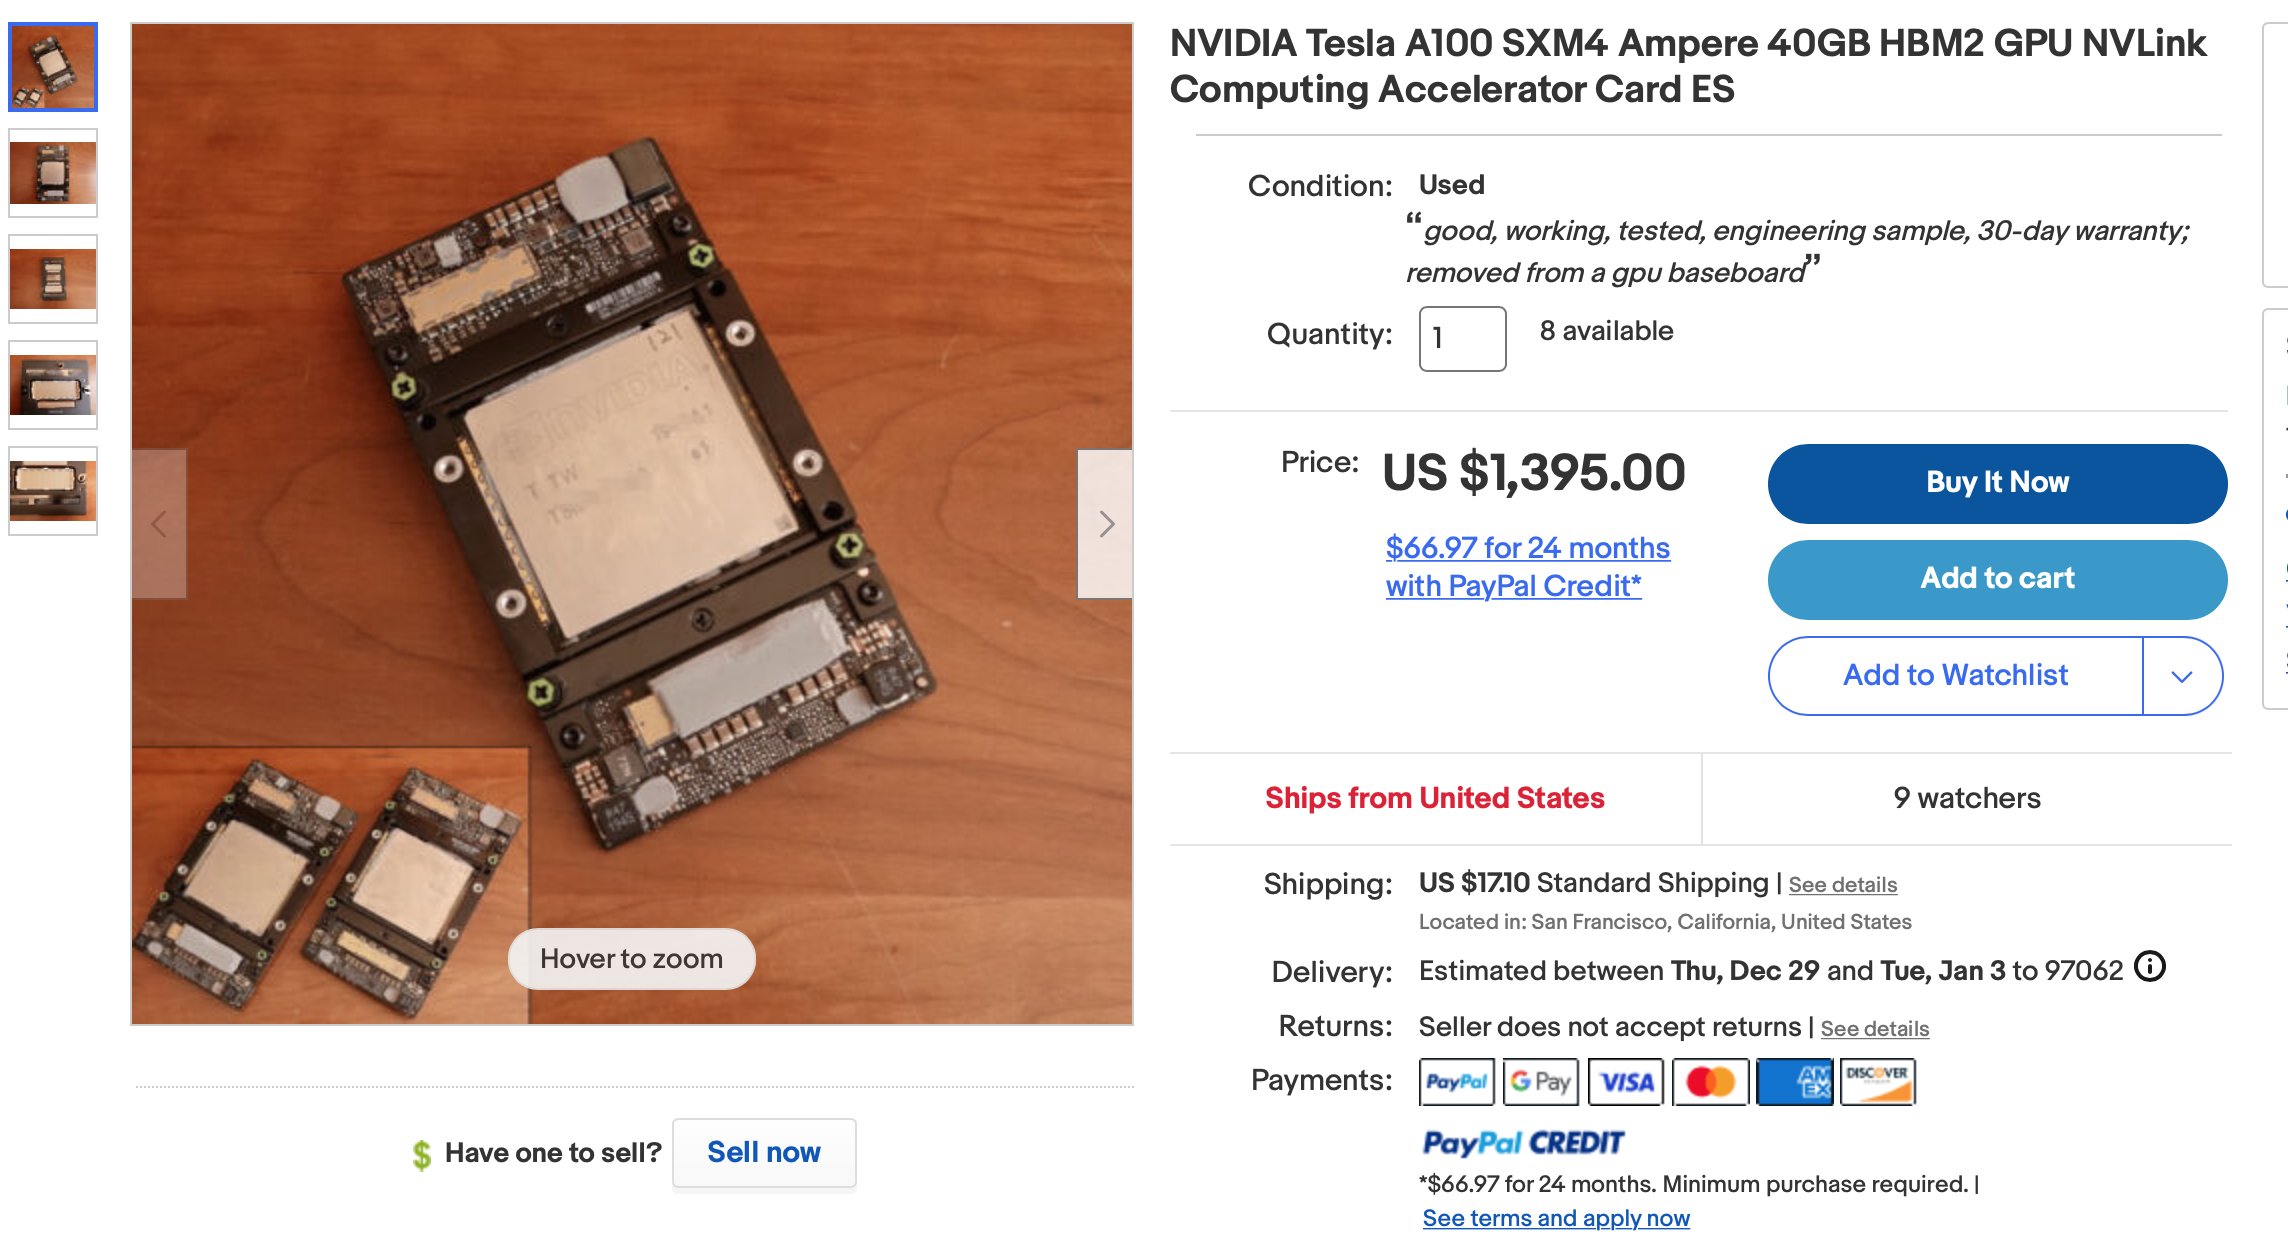 NVIDIA Tesla A100 SXM4 Ampere 40GB HBM2 GPU NVLink
Computing Accelerator Card ES
Condition: Used
“good, working, tested, engineering sample, 30-day warranty;
removed from a gpu baseboard”
Quantity: 1 8 available
Price: US $1,395.00
Buy It Now
$66.97 for 24 months
with PayPal Credit*
Add to cart
Add to Watchlist
Ships from United States
9 watchers
Shipping: US $17.10 Standard Shipping | See details
Located in: San Francisco, California, United States
Delivery: Estimated between Thu, Dec 29 and Tue, Jan 3 to 97062
Returns: Seller does not accept returns | See details
Payments: PayPal G Pay VISA AM EX DISCOVER
PayPal CREDIT
*$66.97 for 24 months. Minimum purchase required. |
See terms and apply now
121
NVIDIA
Hover to zoom
$ Have one to sell? Sell now